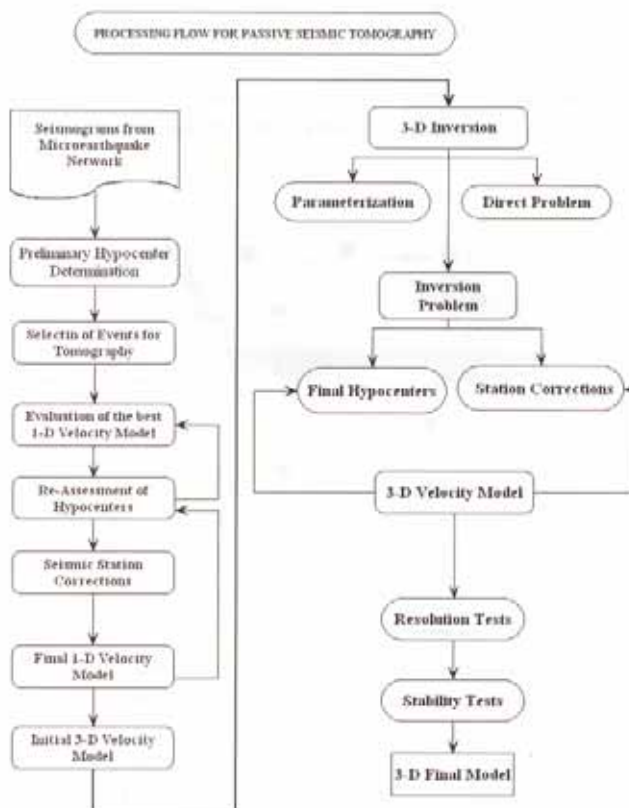 PROCESSING FLOW FOR PASSIVE SEISMIC TOMOGRAPHY
Seismograms from
Microearthquake
Network
Preliminary Hypocenter
Determination
Selectin of Events for
Tomography
Evaluation of the best
1-D Velocity Model
Re-Assessment of
Hypocenters
Seismic Station
Corrections
Final 1-D Velocity
Model
Initial 3-D Velocity
Model
3-D Inversion
Parameterization
Direct Problem
Inversion
Problem
Final Hypocenters
Station Corrections
3-D Velocity Model
Resolution Tests
Stability Tests
3-D Final Model